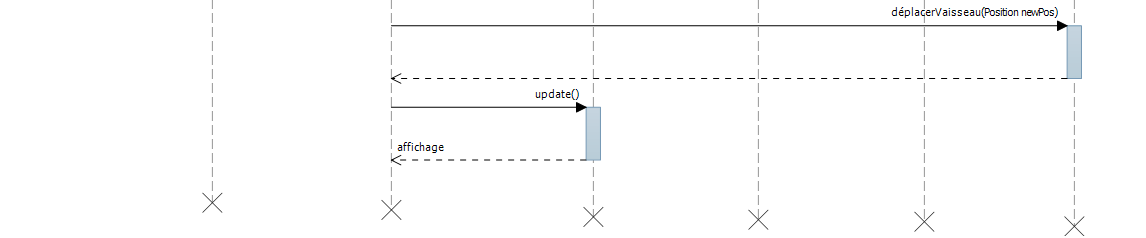 déplacerVaisseau(Position newPos)
update()
affichage